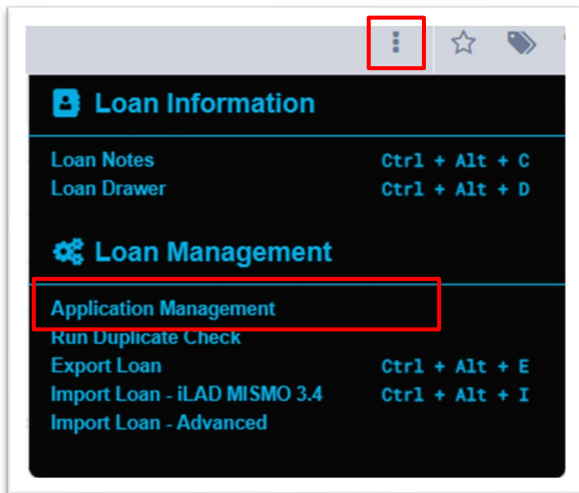 Loan Information
Loan Notes Ctrl + Alt + C
Loan Drawer Ctrl + Alt + D
Loan Management
Application Management
Run Duplicate Check
Export Loan Ctrl + Alt + E
Import Loan - iLAD MISMO 3.4 Ctrl + Alt + I
Import Loan - Advanced